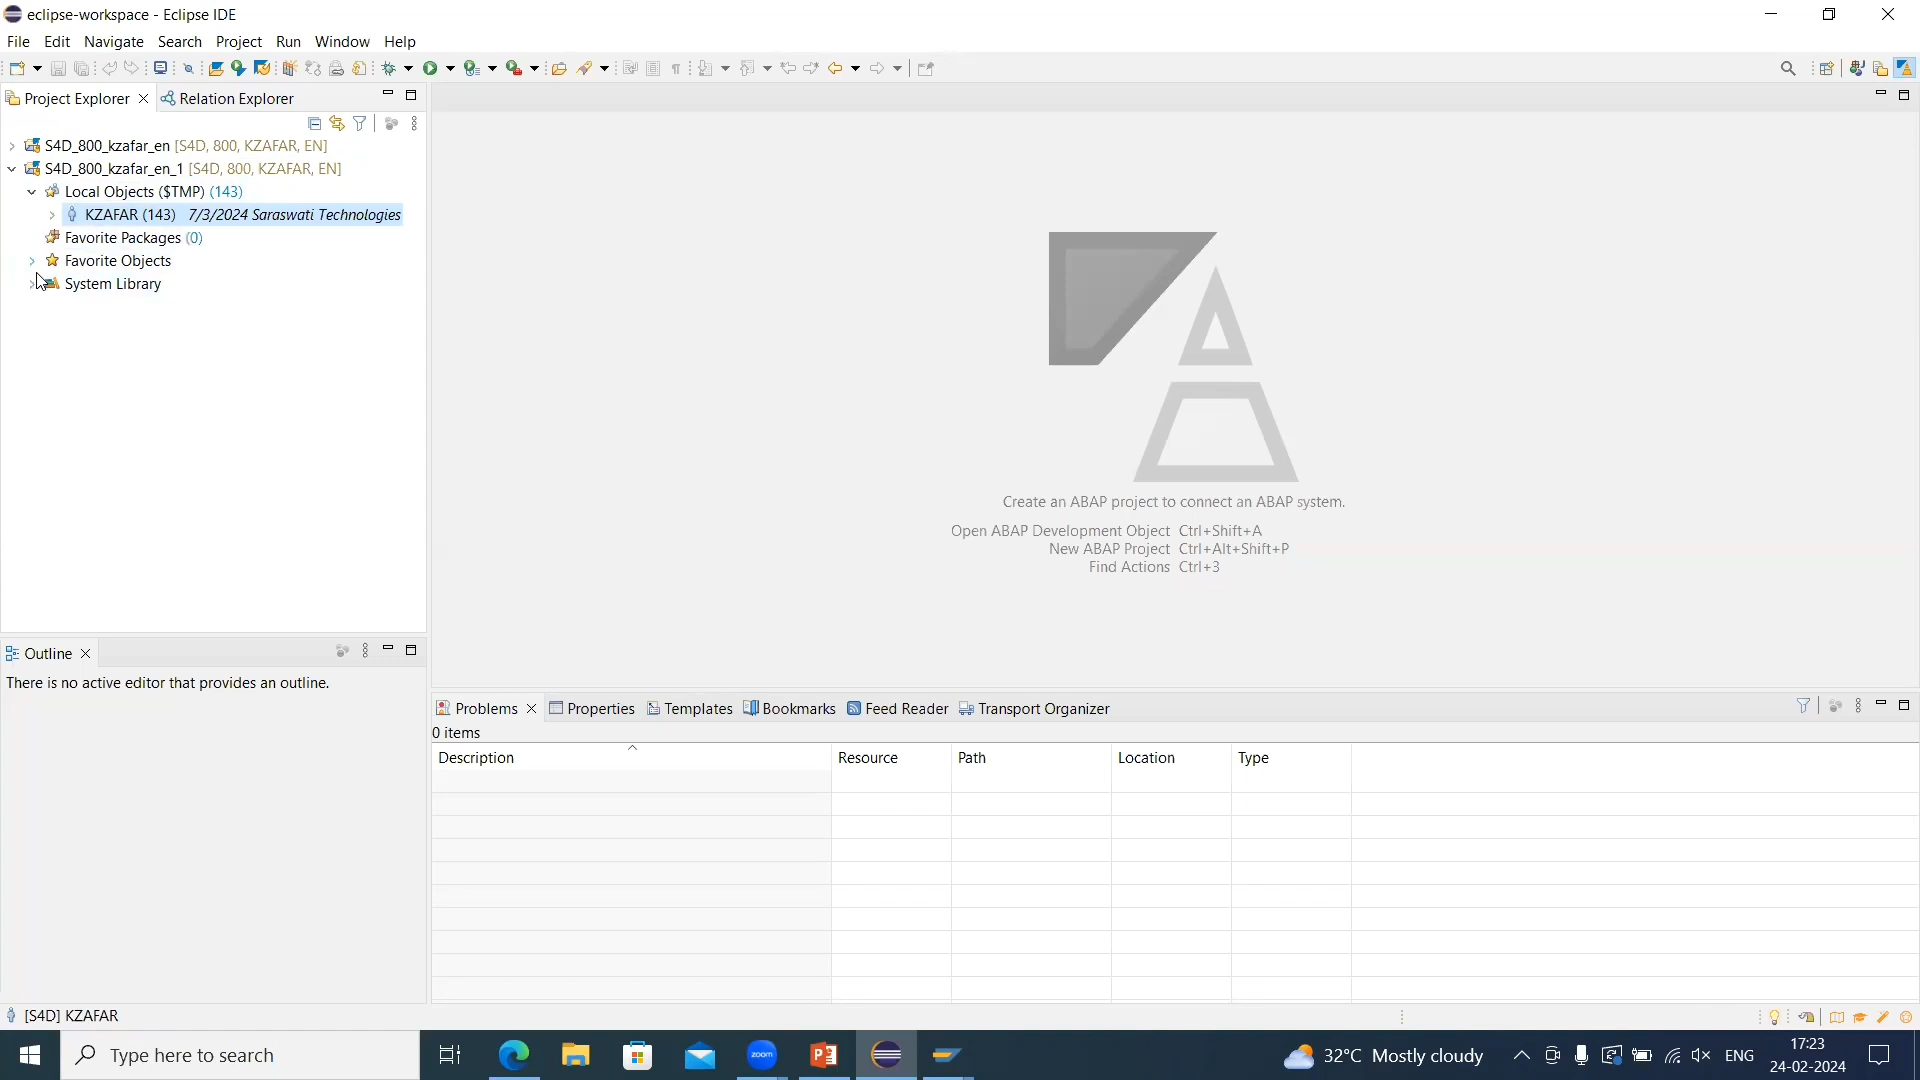 eclipse-workspace - Eclipse IDE
File Edit Navigate Search Project Run Window Help
Project Explorer Relation Explorer
S4D_800_kzafar_en [S4D, 800, KZAFAR, EN]
S4D_800_kzafar_en_1 [S4D, 800, KZAFAR, EN]
Local Objects ($TMP) (143)
KZAFAR (143) 7/3/2024 Saraswati Technologies
Favorite Packages (0)
Favorite Objects
System Library
Create an ABAP project to connect an ABAP system.
Open ABAP Development Object Ctrl+Shift+A
New ABAP Project Ctrl+Alt+Shift+P
Find Actions Ctrl+3
Outline
There is no active editor that provides an outline.
Problems Properties Templates Bookmarks Feed Reader Transport Organizer
0 items
Description Resource Path Location Type
[S4D] KZAFAR
Type here to search
zoom
32°C Mostly cloudy
ENG
17:23
24-02-2024